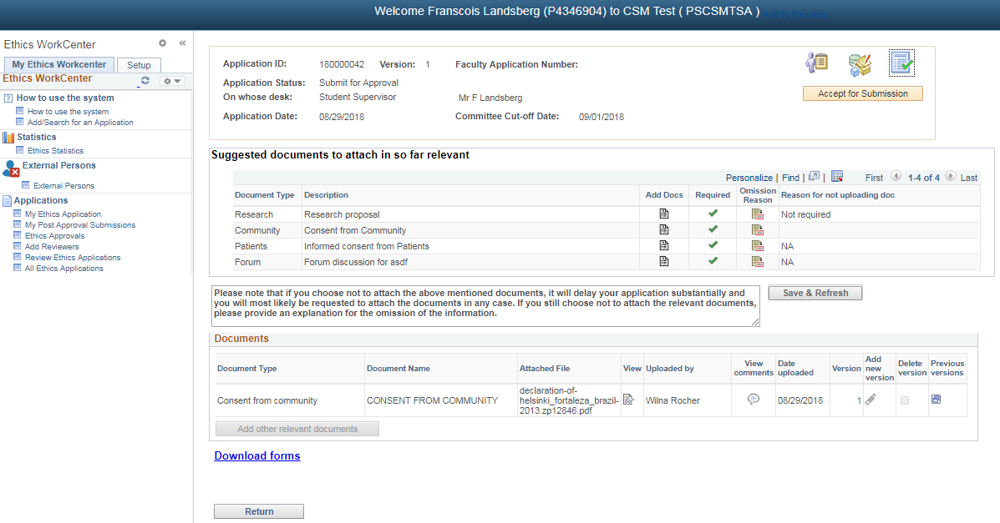 Welcome Franscois Landsberg (P4346904) to CSM Test ( PSCSMTSA ) Add to Favorites
Ethics WorkCenter
My Ethics Workcenter Setup
Ethics WorkCenter
How to use the system
How to use the system
Add/Search for an Application
Statistics
Ethics Statistics
External Persons
External Persons
Applications
My Ethics Application
My Post Approval Submissions
Ethics Approvals
Add Reviewers
Review Ethics Applications
All Ethics Applications
Application ID: 180000042 Version: 1 Faculty Application Number:
Application Status: Submit for Approval
On whose desk: Student Supervisor Mr F Landsberg
Application Date: 08/29/2018 Committee Cut-off Date: 09/01/2018
Accept for Submission
Suggested documents to attach in so far relevant
Personalize | Find | | First 1-4 of 4 Last
Document Type Description Add Docs Required Omission Reason Reason for not uploading doc
Research Research proposal Not required
Community Consent from Community
Patients Informed consent from Patients NA
Forum Forum discussion for asdf NA
Please note that if you choose not to attach the above mentioned documents, it will delay your application substantially and
you will most likely be requested to attach the documents in any case. If you still choose not to attach the relevant documents,
please provide an explanation for the omission of the information.
Save & Refresh
Documents
Document Type Document Name Attached File View Uploaded by View comments Date uploaded Version Add new version Delete version Previous versions
Consent from community CONSENT FROM COMMUNITY declaration-of-helsinki_fortaleza_brazil-2013.zp12846.pdf Wilna Rocher 08/29/2018 1
Add other relevant documents
Download forms
Return